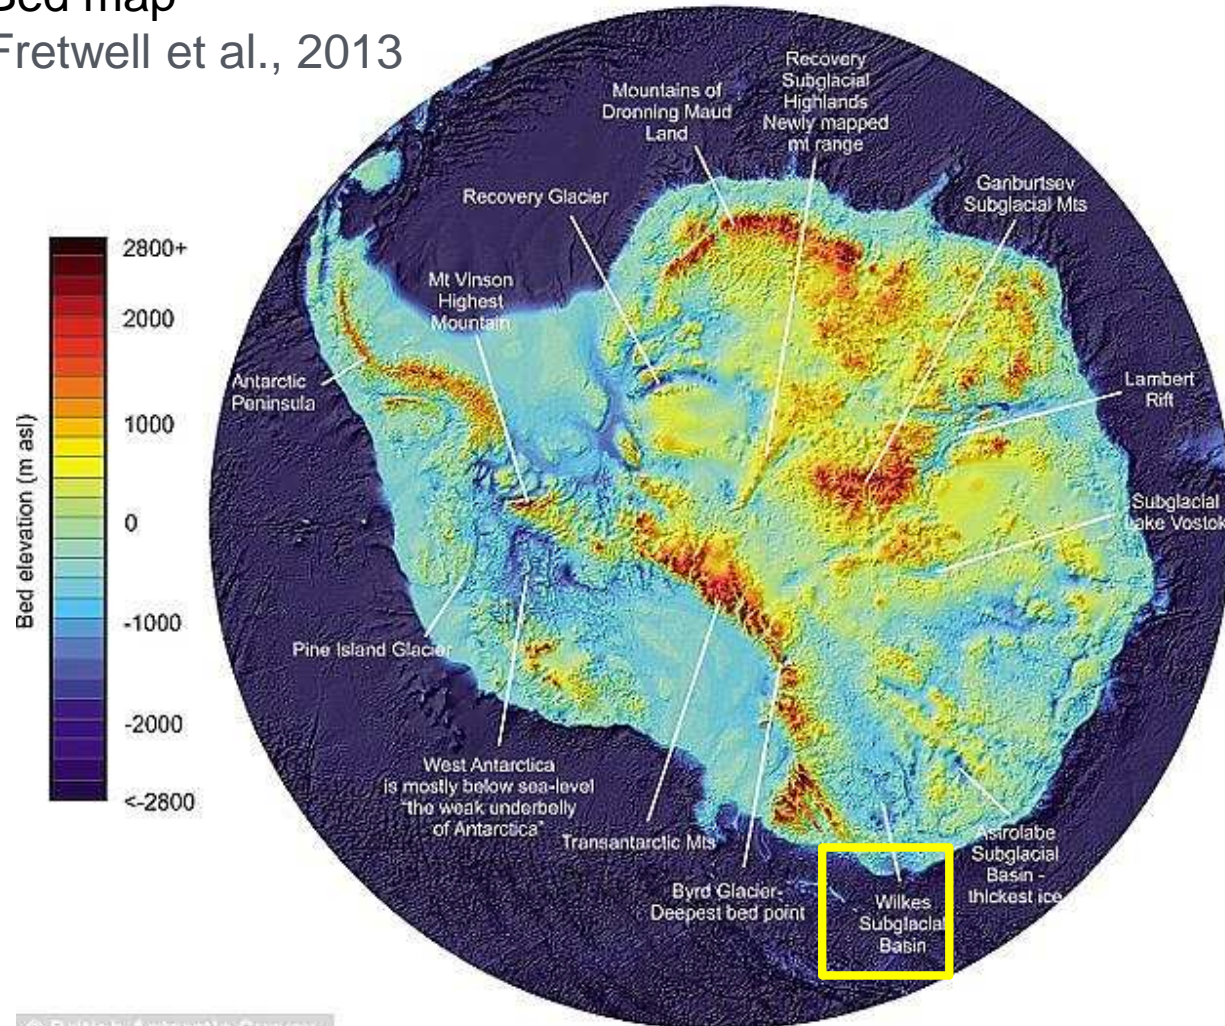 Bed map
Fretwell et al., 2013
Recovery
Subglacial
Highlands
Newly mapped
mt range
Mountains of
Dronning Maud
Land
Ganburtsev
Subglacial Mts
Recovery Glacier
2800+
2000
1000
0
-1000
-2000
<-2800
Bed elevation (m asl)
Mt Vinson
Highest
Mountain
Antarctic
Peninsula
Lambert
Rift
Subglacial
Lake Vostok
Pine Island Glacier
West Antarctica
is mostly below sea-level
"the weak underbelly
of Antarctica"
Transantarctic Mts
Byrd Glacier-
Deepest bed point
Wilkes
Subglacial
Basin
Astrolabe
Subglacial
Basin -
thickest ice